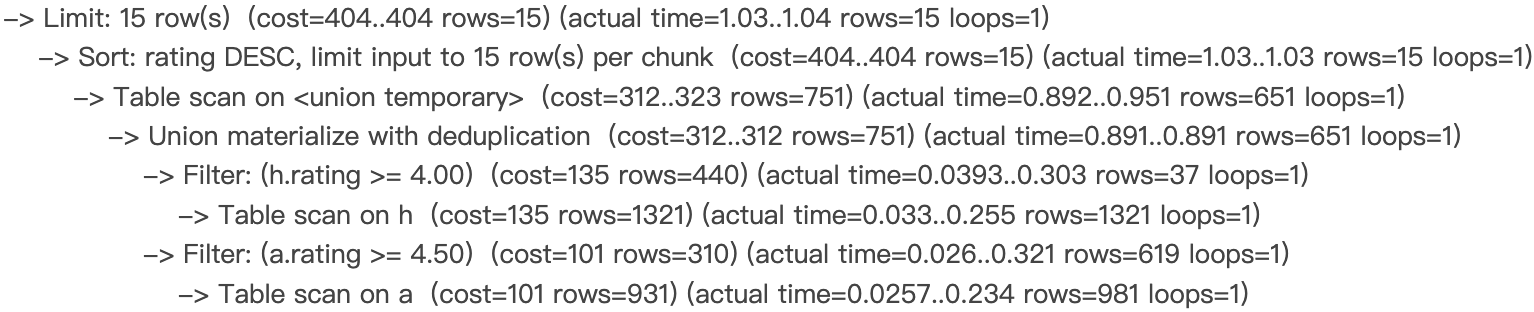 –> Limit: 15 row(s) (cost=404..404 rows=15) (actual time=1.03..1.04 rows=15 loops=1)
–> Sort: rating DESC, limit input to 15 row(s) per chunk (cost=404..404 rows=15) (actual time=1.03..1.03 rows=15 loops=1)
–> Table scan on <union temporary> (cost=312..323 rows=751) (actual time=0.892..0.951 rows=651 loops=1)
–> Union materialize with deduplication (cost=312..312 rows=751) (actual time=0.891..0.891 rows=651 loops=1)
–> Filter: (h.rating >= 4.00) (cost=135 rows=440) (actual time=0.0393..0.303 rows=37 loops=1)
–> Table scan on h (cost=135 rows=1321) (actual time=0.033..0.255 rows=1321 loops=1)
–> Filter: (a.rating >= 4.50) (cost=101 rows=310) (actual time=0.026..0.321 rows=619 loops=1)
–> Table scan on a (cost=101 rows=931) (actual time=0.0257..0.234 rows=981 loops=1)